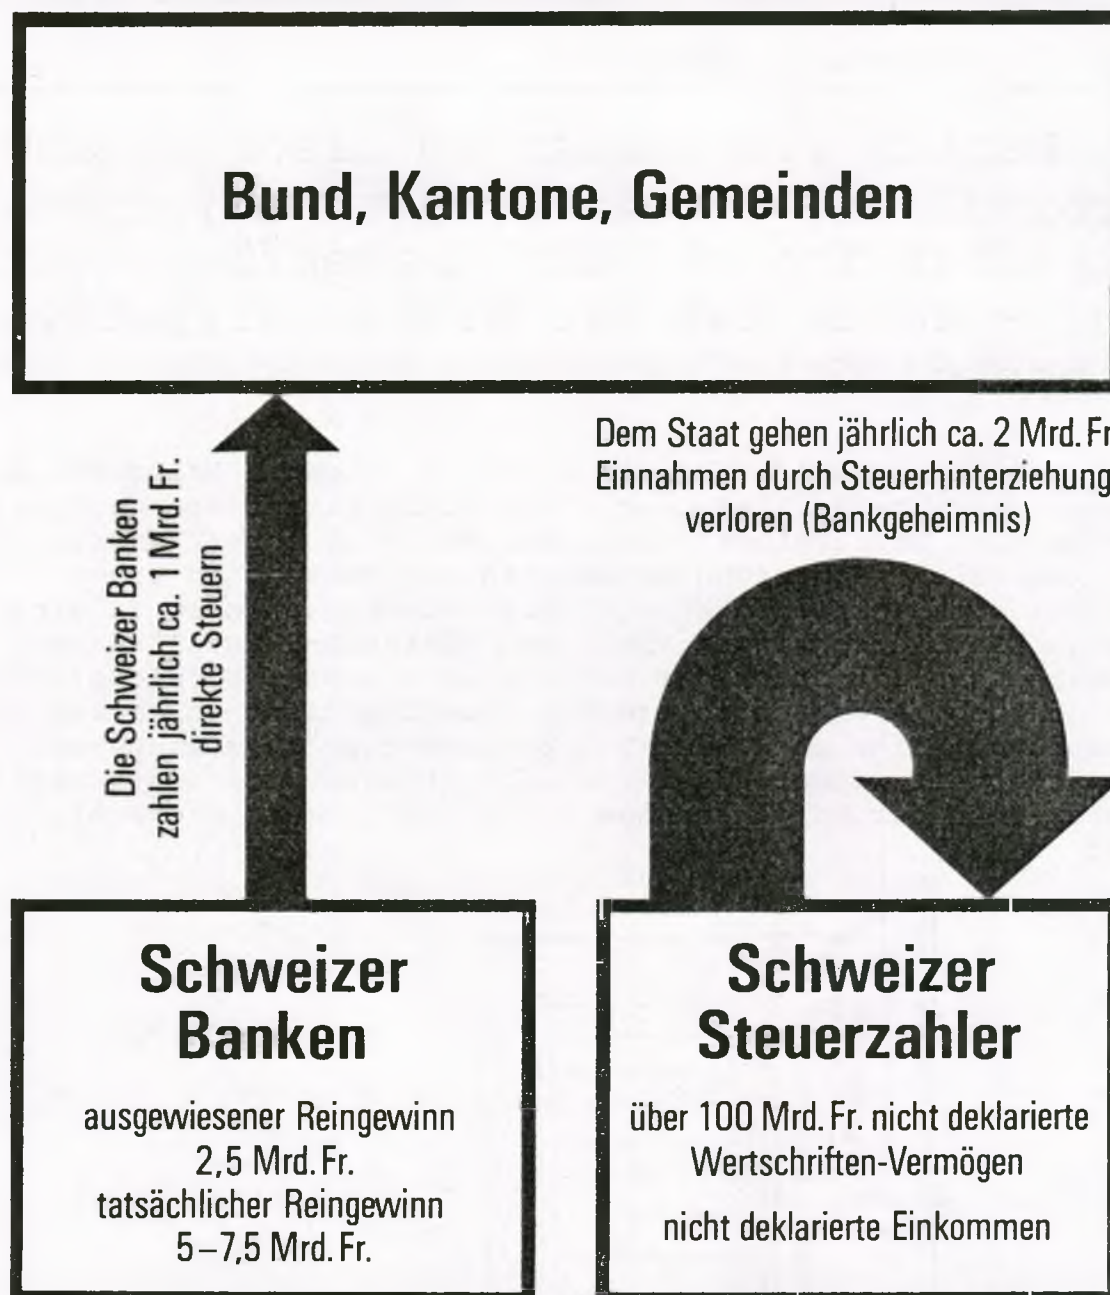 Bund, Kantone, Gemeinden
Die Schweizer Banken
zahlen jährlich ca. 1 Mrd. Fr.
direkte Steuern
Dem Staat gehen jährlich ca. 2 Mrd. Fr
Einnahmen durch Steuerhinterziehung
verloren (Bankgeheimnis)
Schweizer
Banken
ausgewiesener Reingewinn
2,5 Mrd. Fr.
tatsächlicher Reingewinn
5–7,5 Mrd. Fr.
Schweizer
Steuerzahler
über 100 Mrd. Fr. nicht deklarierte
Wertschriften-Vermögen
nicht deklarierte Einkommen